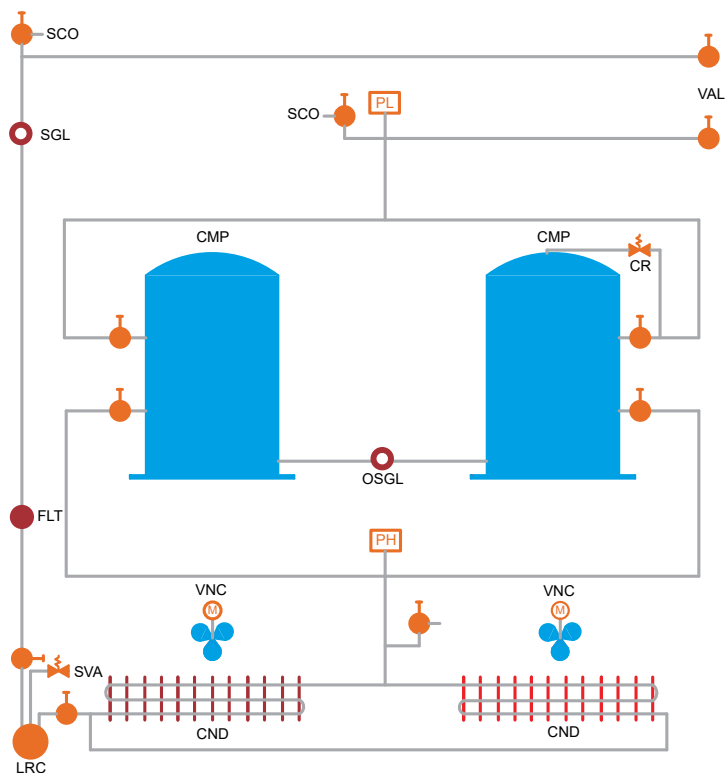 SCO
VAL
PL
SCO
SGL
CMP
CMP
CR
OSGL
FLT
PH
VNC
VNC
M
M
SVA
CND
CND
LRC